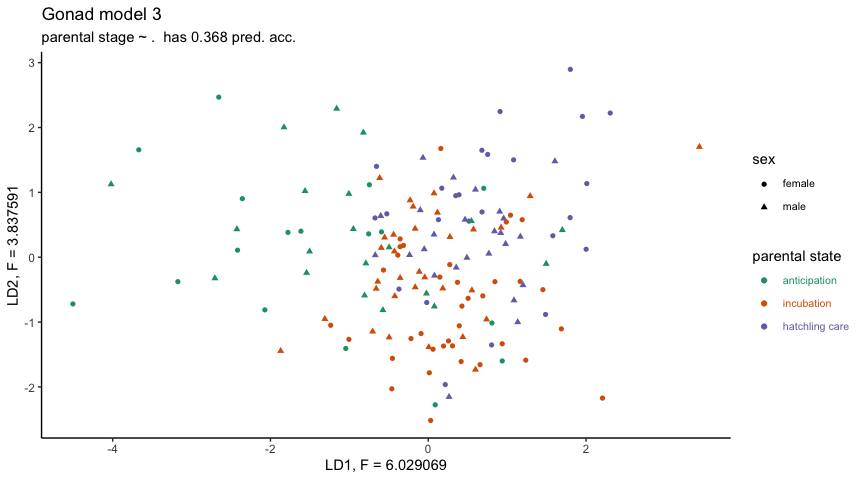 Gonad model 3
parental stage ~ .  has 0.368 pred. acc.
3
2
1
0
-1
-2
LD2, F = 3.837591
-4
-2
0
2
LD1, F = 6.029069
sex
female
male
parental state
anticipation
incubation
hatchling care